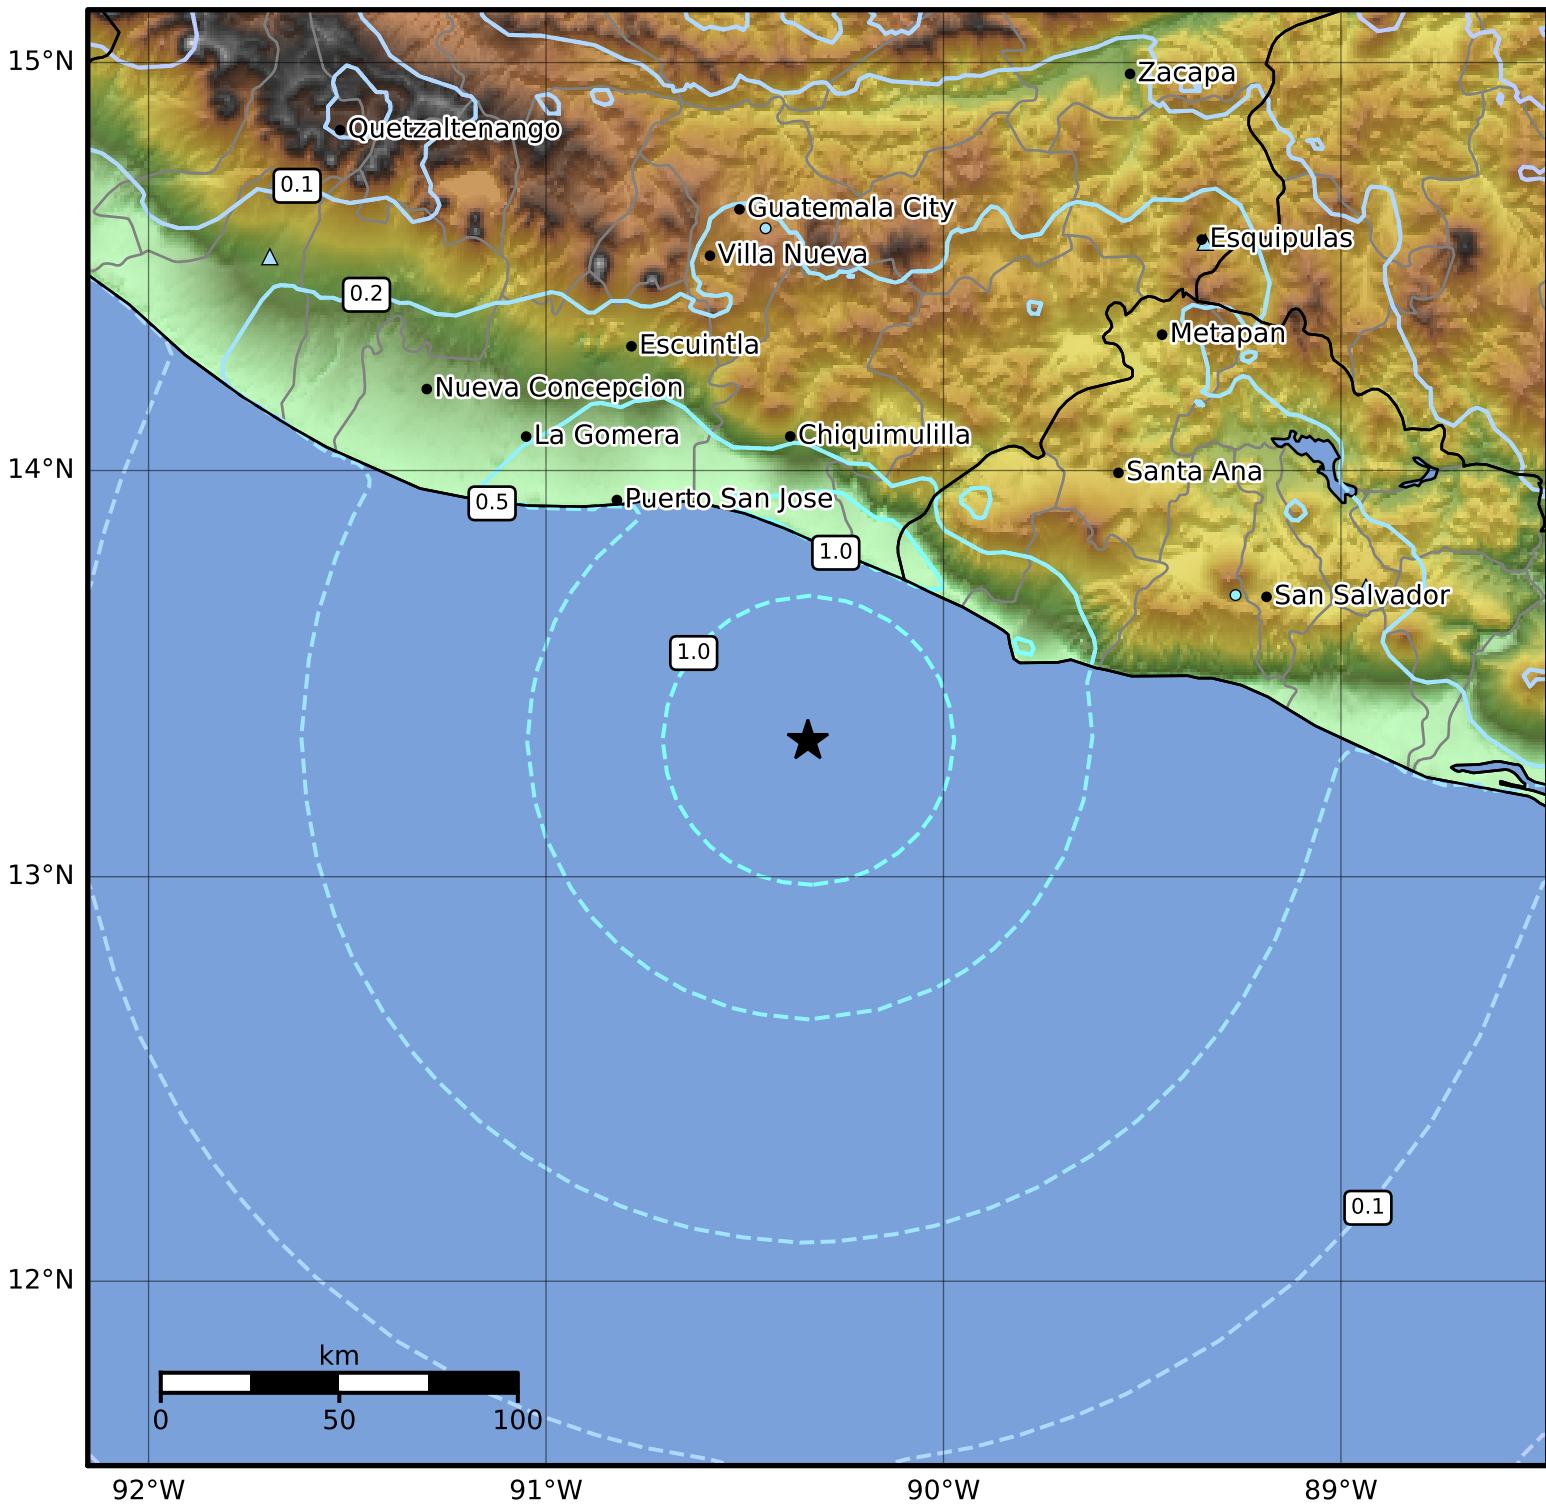 15°N
Zacapa
Quetzaltenango
0.1
Guatemala City
Esquipulas
Villa Nueva
0.2
Metapan
Escuintla
Nueva Concepcion
La Gomera
Chiquimulilla
14°N
Santa Ana
0.5
Puerto San Jose
1.0
San Salvador
1.0
13°N
0.1
12°N
km
0
50
100
92°W
91°W
90°W
89°W